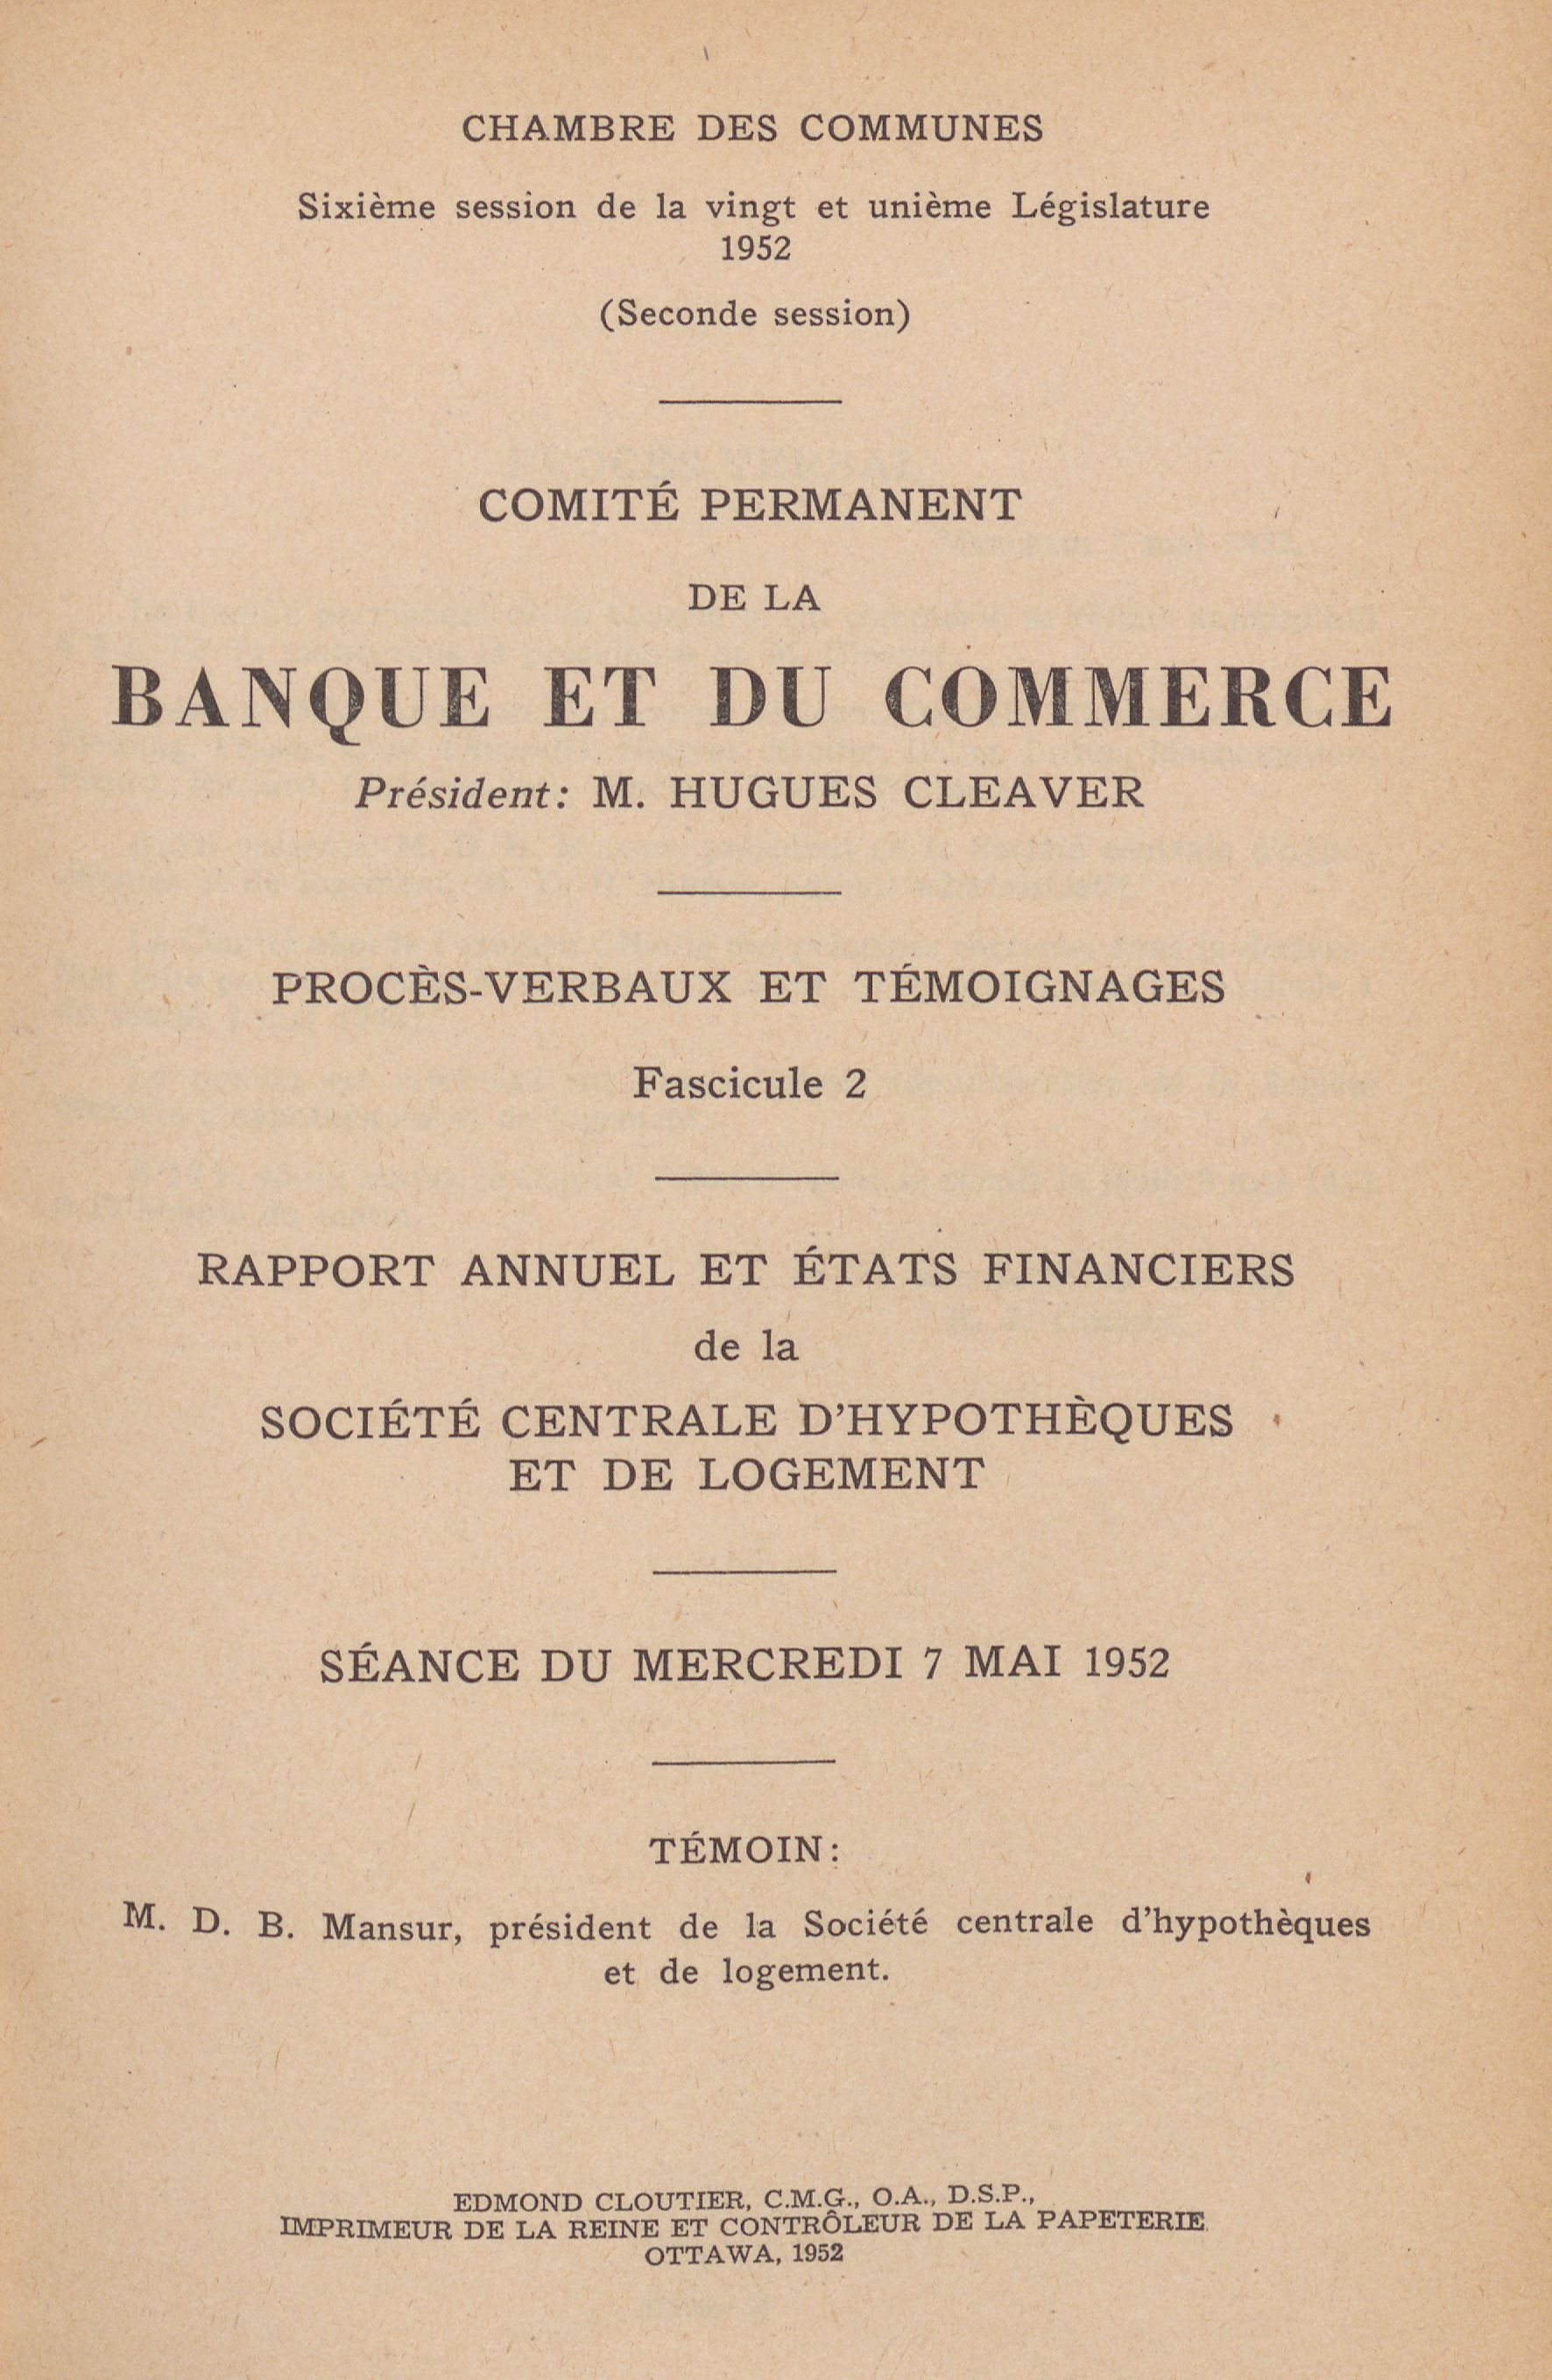 CHAMBRE DES COMMUNES
Sixième session de la vingt et unième Législature
1952
(Seconde session)
COMITÉ PERMANENT
DE LA
BANQUE ET DU COMMERCE
Président: M. HUGUES CLEAVER
PROCÈS-VERBAUX ET TÉMOIGNAGES
Fascicule 2
RAPPORT ANNUEL ET ÉTATS FINANCIERS
de la
SOCIÉTÉ CENTRALE D'HYPOTHÈQUES
ET DE LOGEMENT
SÉANCE DU MERCREDI 7 MAI 1952
TÉMOIN:
M. D. B. Mansur, président de la Société centrale d'hypothèques
et de logement.
EDMOND CLOUTIER, C.M.G., O.A., D.S.P.,
IMPRIMEUR DE LA REINE ET CONTRÔLEUR DE LA PAPETERIE
OTTAWA, 1952